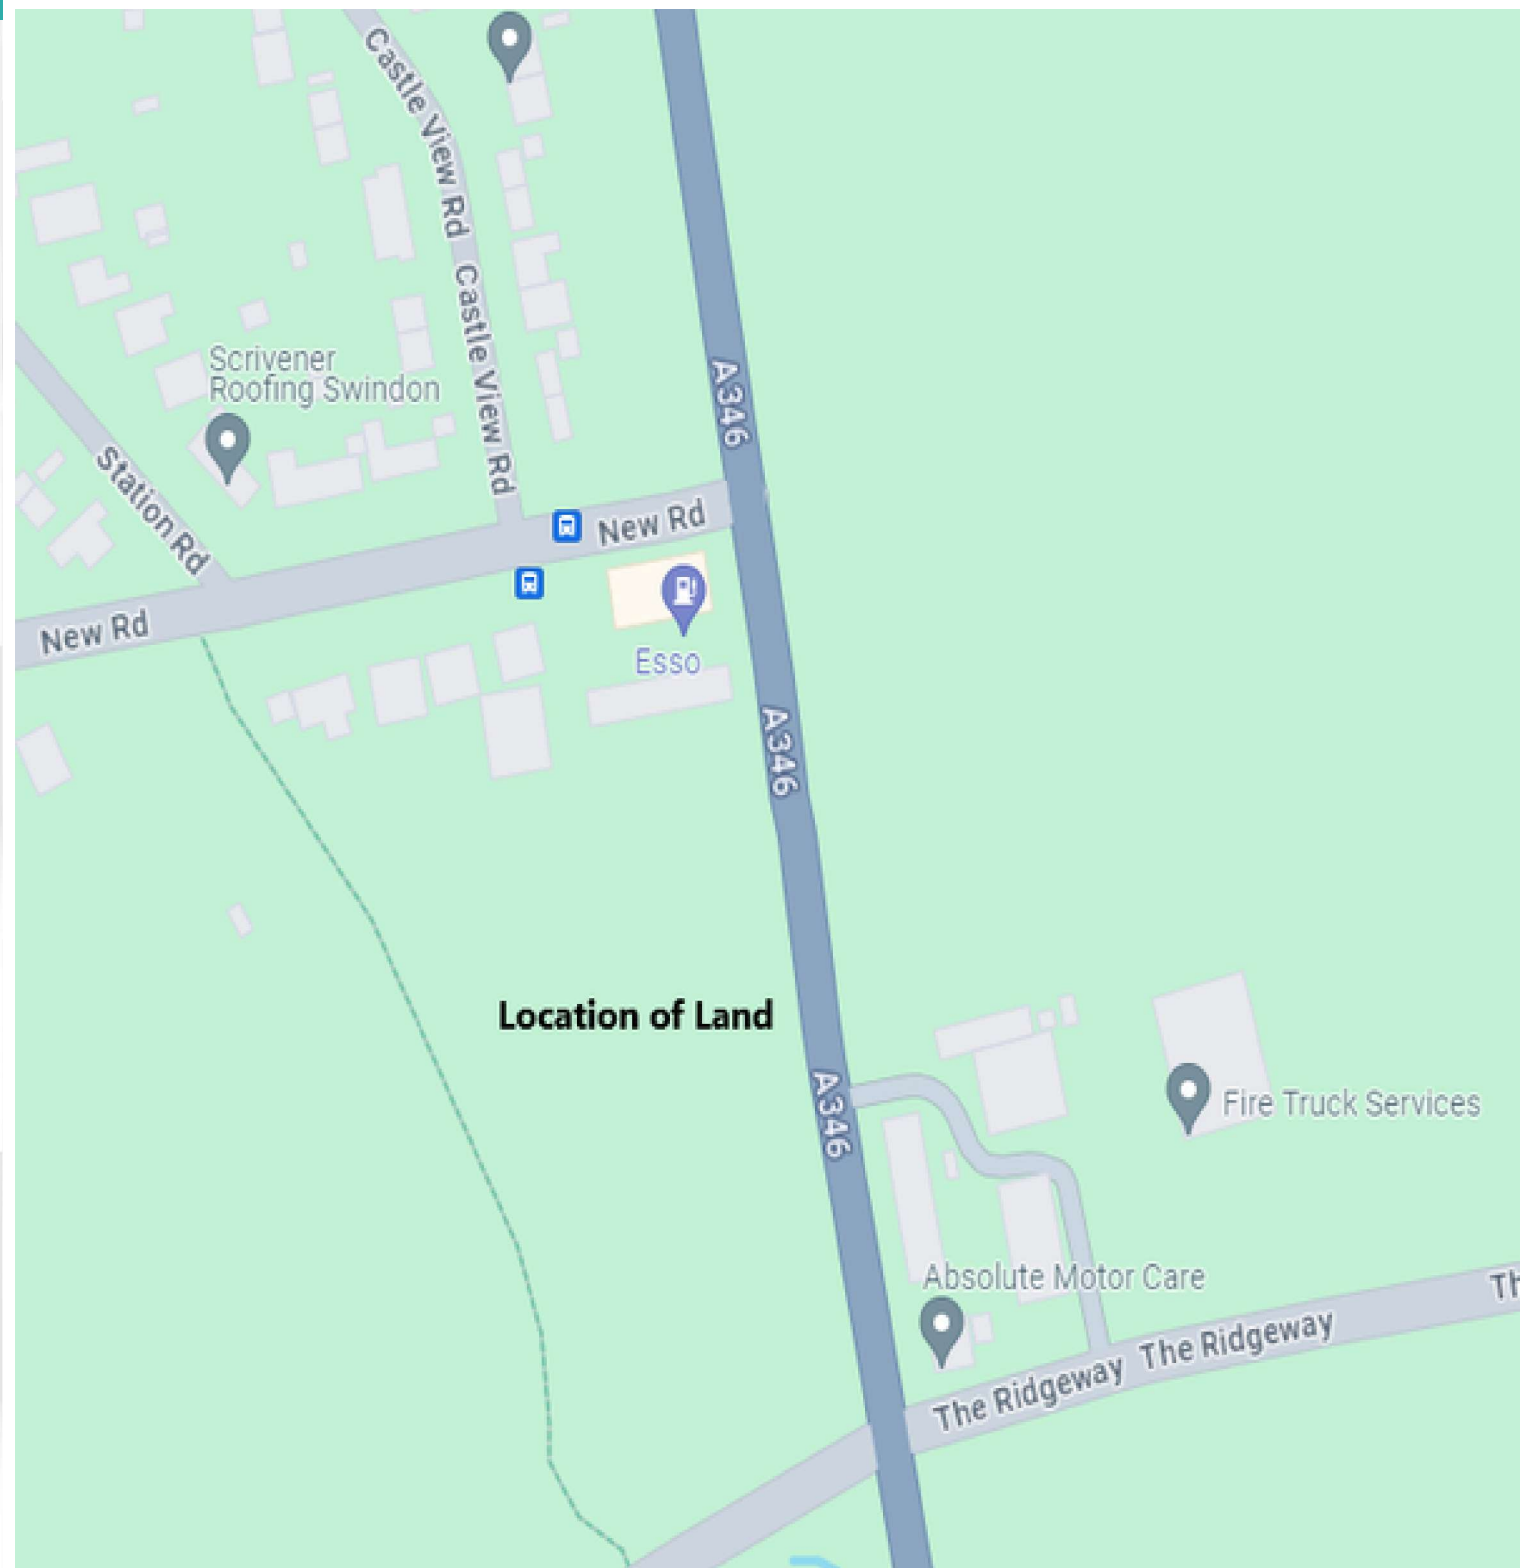 Castle View Rd
Castle View Rd
A346
Scrivener
Roofing Swindon
Station Rd
New Rd
New Rd
Esso
A346
Location of Land
A346
Fire Truck Services
Absolute Motor Care
The Ridgeway
The Ridgeway
Th